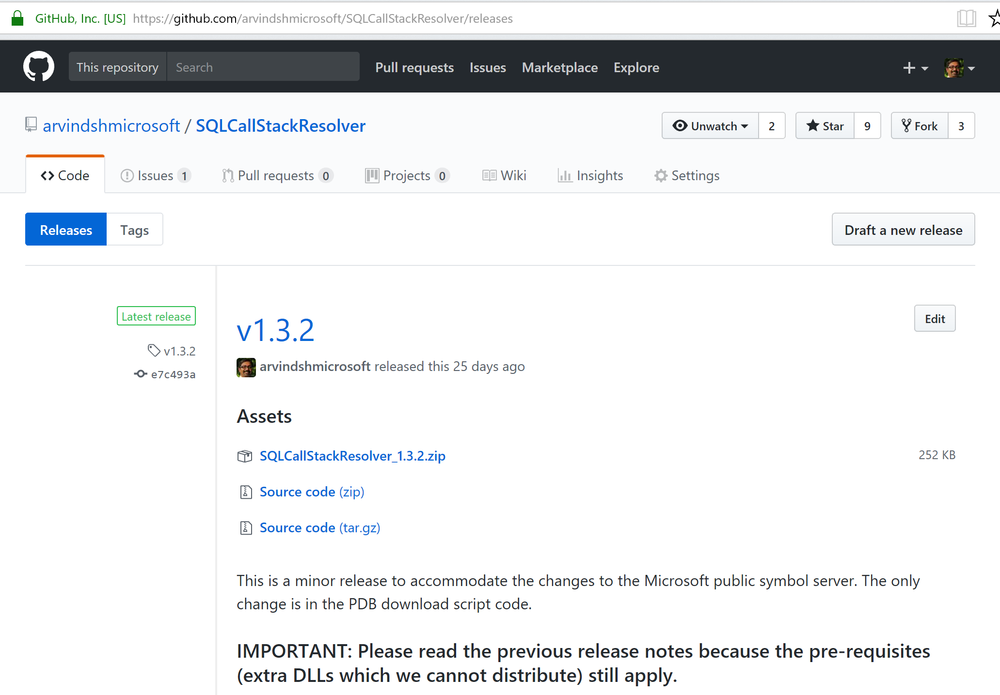 GitHub, Inc. [US] https://github.com/arvindshmicrosoft/SQLCallStackResolver/releases
This repository Search Pull requests Issues Marketplace Explore
arvindshmicrosoft / SQLCallStackResolver Unwatch 2 Star 9 Fork 3
Code Issues 1 Pull requests 0 Projects 0 Wiki Insights Settings
Releases Tags Draft a new release
Latest release
v1.3.2
e7c493a
v1.3.2 Edit
arvindshmicrosoft released this 25 days ago
Assets
SQLCallStackResolver_1.3.2.zip 252 KB
Source code (zip)
Source code (tar.gz)
This is a minor release to accommodate the changes to the Microsoft public symbol server. The only
change is in the PDB download script code.
IMPORTANT: Please read the previous release notes because the pre-requisites
(extra DLLs which we cannot distribute) still apply.